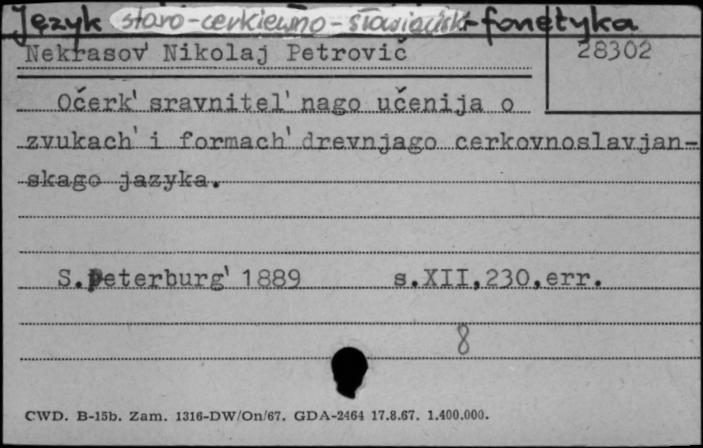 Język staro-cerkiewno-słowiański-fonetyka
Nekrasov' Nikolaj Petrovič
28302
Očerk' sravnitel'nago učenija o
zvukach' i formach' drevnjago cerkovnoslavjan-
skago jazyka.
S.Peterburg' 1889 s.XII,230,err.
8
CWD. B-15b. Zam. 1316-DW/On/67. GDA-2464 17.8.67. 1.400.000.